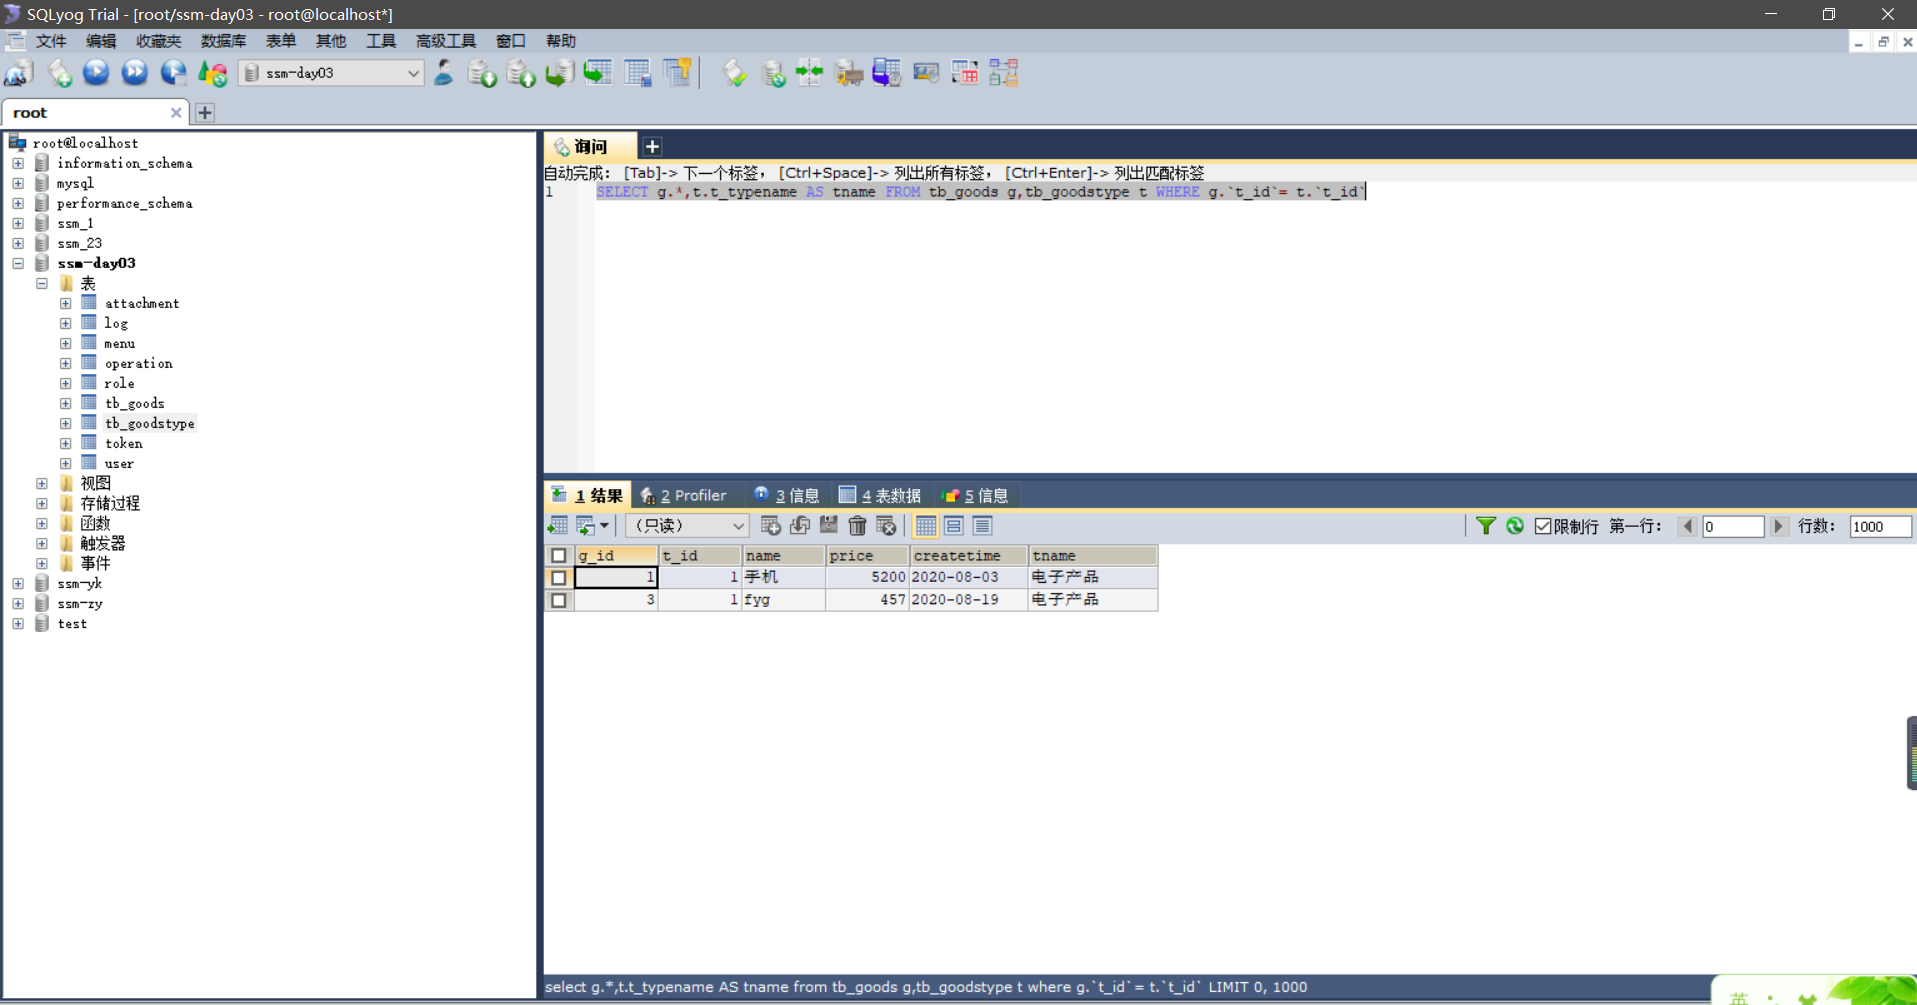 SQLyog Trial - [root/ssm-day03 - root@localhost*]
文件 编辑 收藏夹 数据库 表单 其他 工具 高级工具 窗口 帮助
ssm-day03
root
root@localhost
information_schema
mysql
performance_schema
ssm_1
ssm_23
ssm-day03
表
attachment
log
menu
operation
role
tb_goods
tb_goodstype
token
user
视图
存储过程
函数
触发器
事件
ssm-yk
ssm-zy
test
询问
自动完成: [Tab]-> 下一个标签, [Ctrl+Space]-> 列出所有标签, [Ctrl+Enter]-> 列出匹配标签
1 SELECT g.*,t.t_typename AS tname FROM tb_goods g,tb_goodstype t WHERE g.`t_id`= t.`t_id`
1 结果 2 Profiler 3 信息 4 表数据 5 信息
(只读) 限制行 第一行: 0 行数: 1000
g_id t_id name price createtime tname
1 1 手机 5200 2020-08-03 电子产品
3 1 fyg 457 2020-08-19 电子产品
select g.*,t.t_typename AS tname from tb_goods g,tb_goodstype t where g.`t_id`= t.`t_id` LIMIT 0, 1000
英